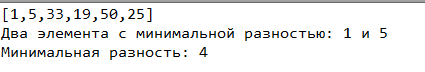 [1,5,33,19,50,25]
Два элемента с минимальной разностью: 1 и 5
Минимальная разность: 4